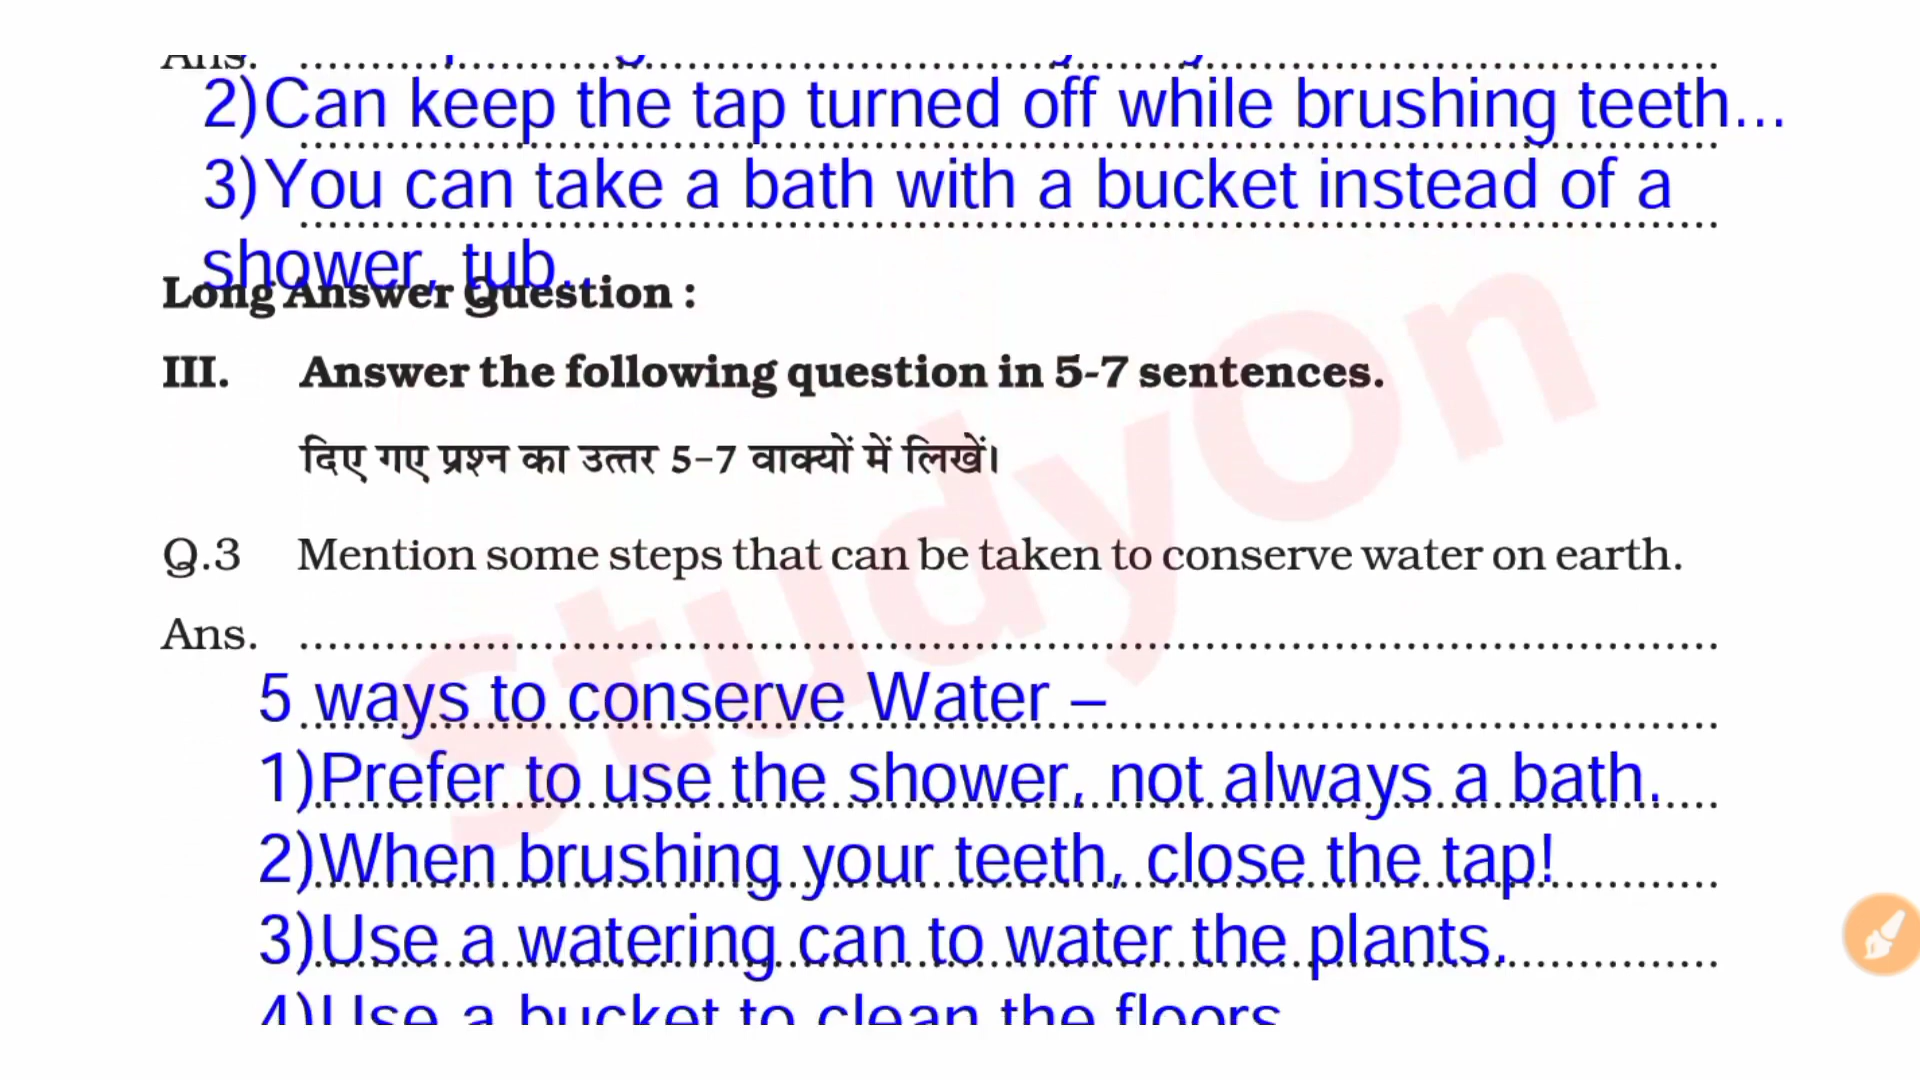 Ans.
2)Can keep the tap turned off while brushing teeth...
3)You can take a bath with a bucket instead of a
shower, tub.
Long Answer Question :
III. Answer the following question in 5-7 sentences.
दिए गए प्रश्न का उत्तर 5-7 वाक्यों में लिखें।
Q.3 Mention some steps that can be taken to conserve water on earth.
Ans.
5 ways to conserve Water –
1)Prefer to use the shower, not always a bath.
2)When brushing your teeth, close the tap!
3)Use a watering can to water the plants.
4)Use a bucket to clean the floors
StudyOn